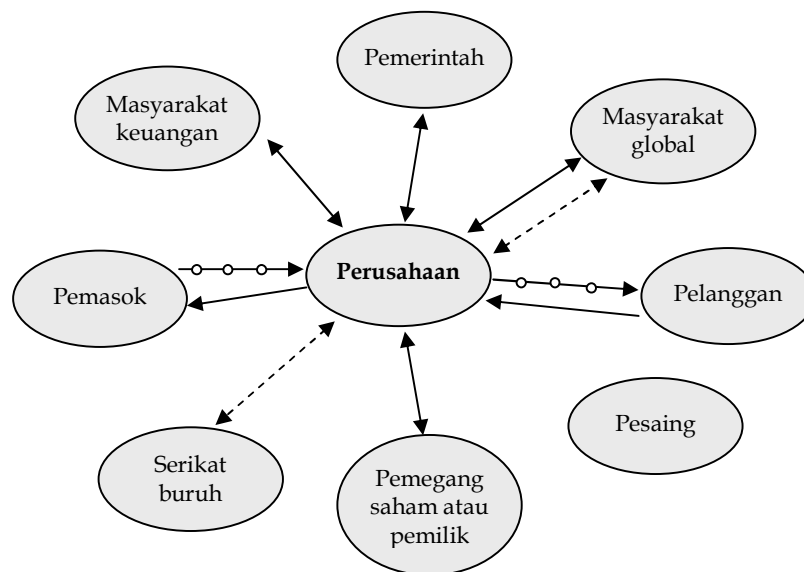 Pemerintah
Masyarakat
keuangan
Masyarakat
global
Perusahaan
Pemasok
Pelanggan
Pesaing
Serikat
buruh
Pemegang
saham atau
pemilik